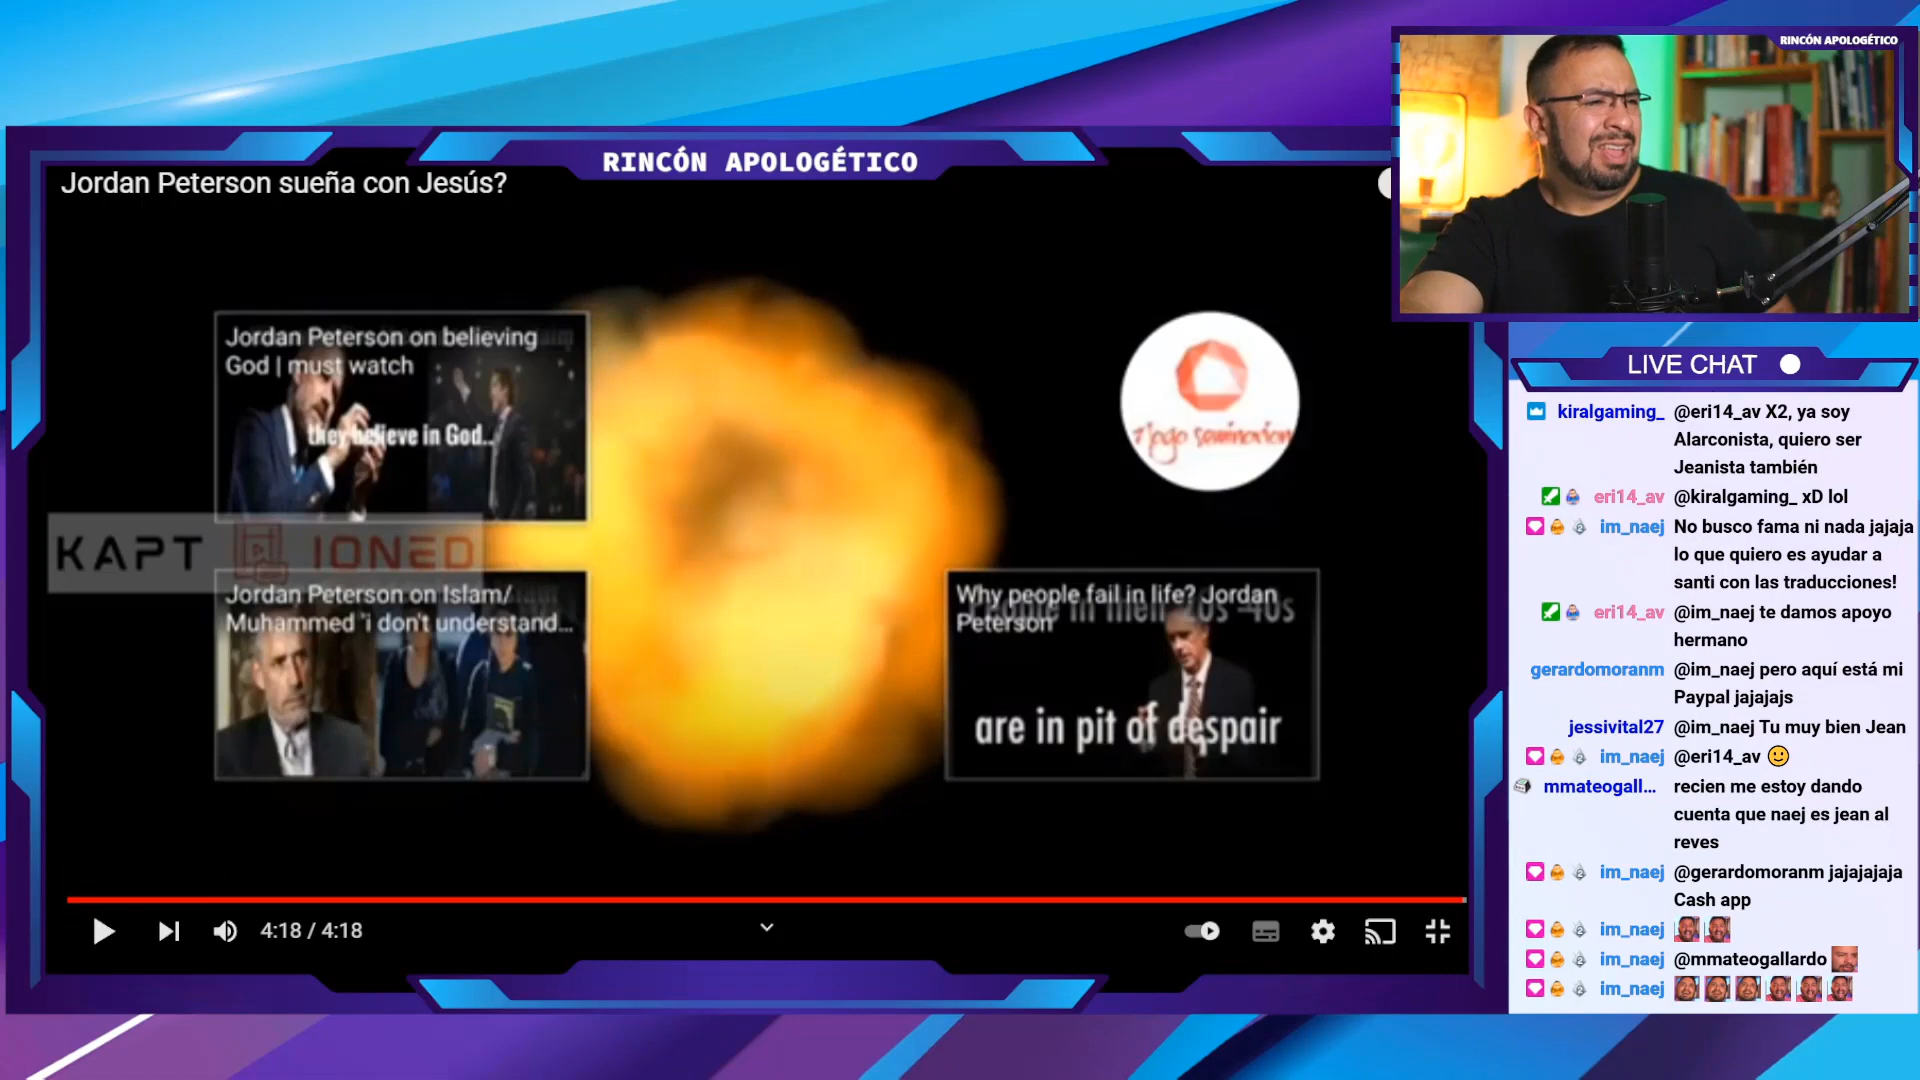 RINCÓN APOLOGÉTICO
RINCÓN APOLOGÉTICO
Jordan Peterson sueña con Jesús?
Jordan Peterson on believing
God | must watch
they believe in God..
KAPT IONED
Jordan Peterson on Islam/
Muhammed 'i don't understand...
Why people fail in life? Jordan
Peterson
People in their 20s -40s
are in pit of despair
4:18 / 4:18
LIVE CHAT
kiralgaming_ @eri14_av X2, ya soy
Alarconista, quiero ser
Jeanista también
eri14_av @kiralgaming_ xD lol
im_naej No busco fama ni nada jajaja
lo que quiero es ayudar a
santi con las traducciones!
eri14_av @im_naej te damos apoyo
hermano
gerardomoranm @im_naej pero aquí está mi
Paypal jajajajs
jessivital27 @im_naej Tu muy bien Jean
im_naej @eri14_av
mmateogall... recien me estoy dando
cuenta que naej es jean al
reves
im_naej @gerardomoranm jajajajaja
Cash app
im_naej
im_naej @mmateogallardo
im_naej